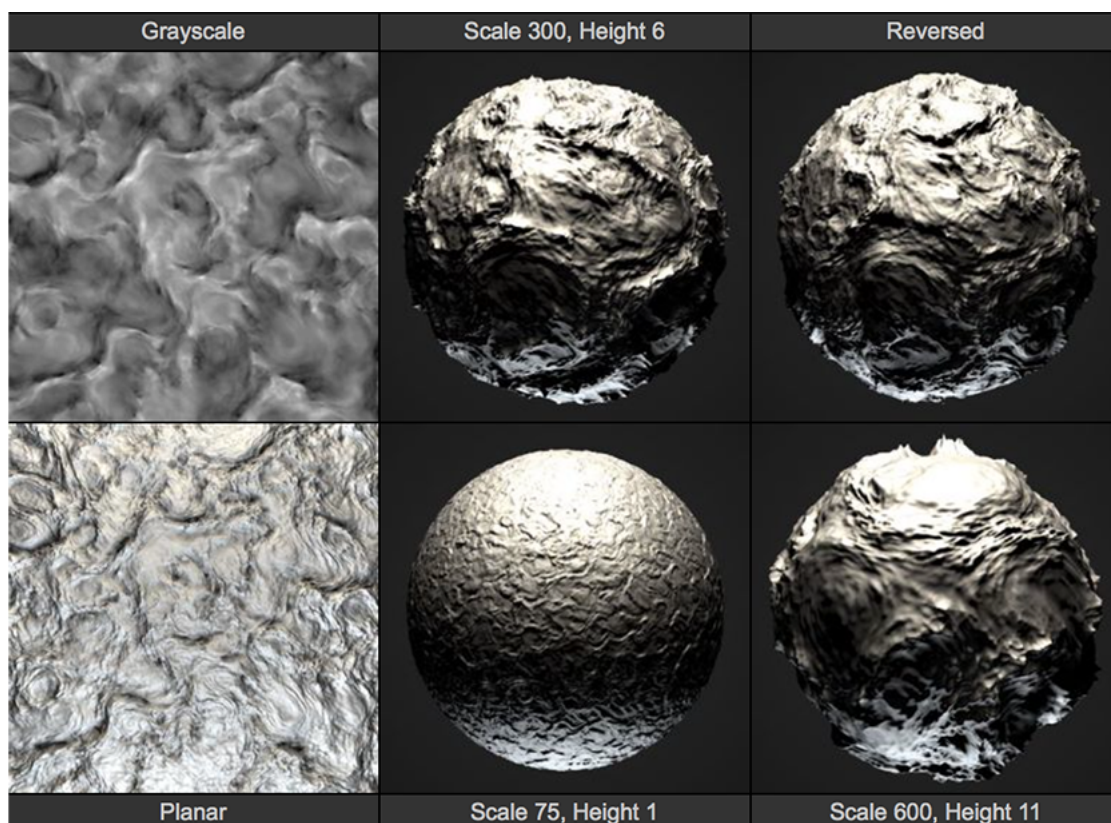 Grayscale
Scale 300, Height 6
Reversed
Planar
Scale 75, Height 1
Scale 600, Height 11